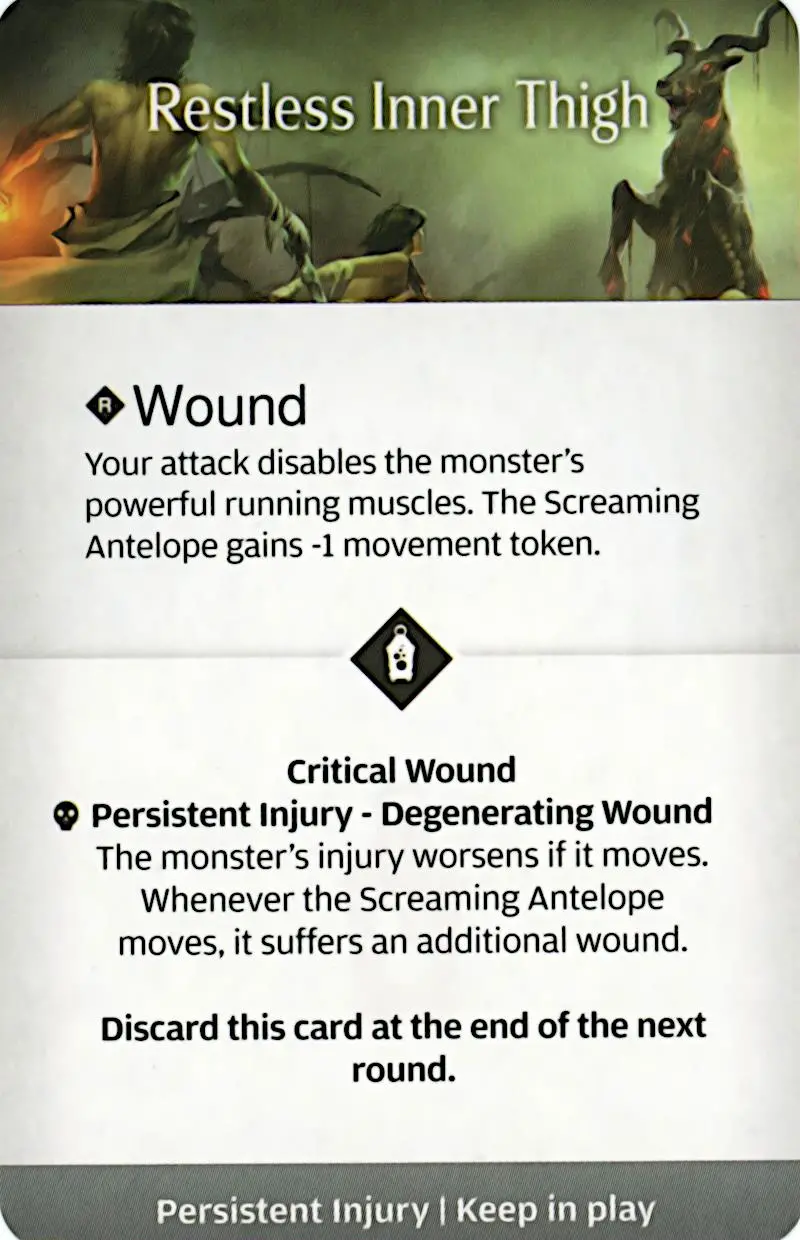 Restless Inner Thigh
R Wound
Your attack disables the monster's
powerful running muscles. The Screaming
Antelope gains -1 movement token.
Critical Wound
Persistent Injury - Degenerating Wound
The monster's injury worsens if it moves.
Whenever the Screaming Antelope
moves, it suffers an additional wound.
Discard this card at the end of the next
round.
Persistent Injury | Keep in play